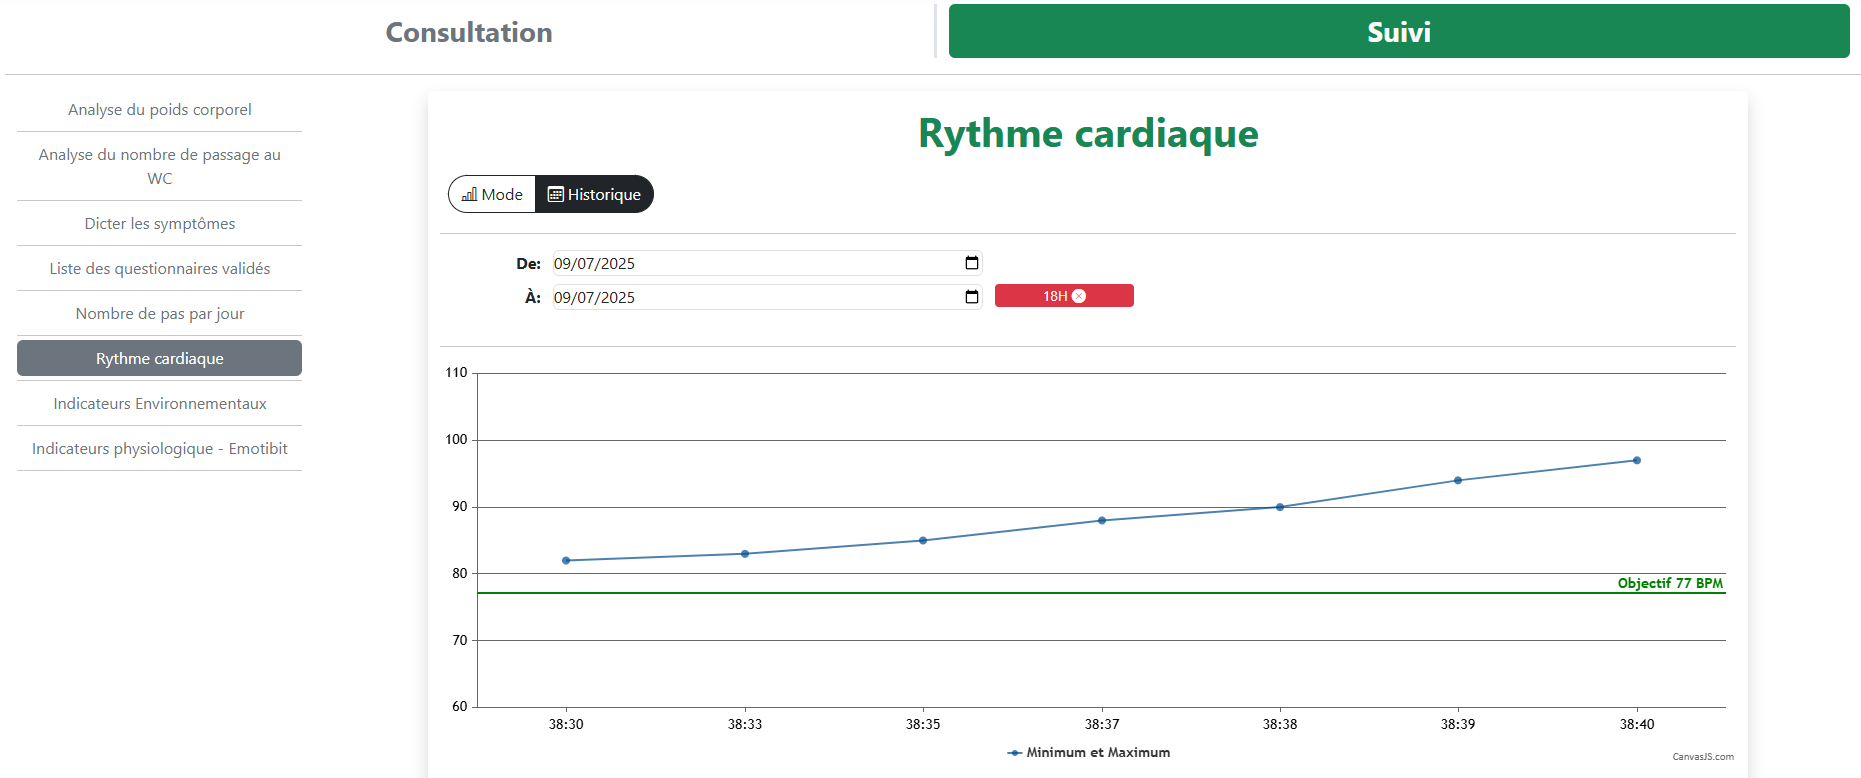 Consultation
Suivi
Analyse du poids corporel
Analyse du nombre de passage au
WC
Dicter les symptômes
Liste des questionnaires validés
Nombre de pas par jour
Rythme cardiaque
Indicateurs Environnementaux
Indicateurs physiologique - Emotibit
Rythme cardiaque
Mode
Historique
De: 09/07/2025
À: 09/07/2025
18H
110
100
90
80
Objectif 77 BPM
70
60
38:30 38:33 38:35 38:37 38:38 38:39 38:40
Minimum et Maximum
CanvasJS.com